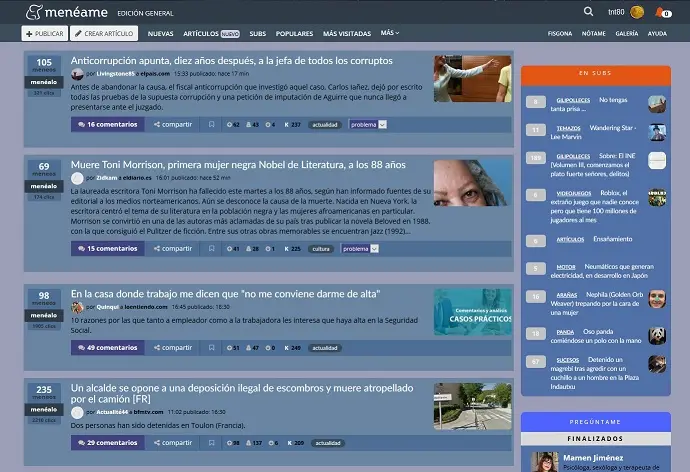 menéame EDICIÓN GENERAL
tnt80 0
+ PUBLICAR CREAR ARTÍCULO NUEVAS ARTÍCULOS NUEVO SUBS POPULARES MÁS VISITADAS MÁS
FISGONA NÓTAME GALERÍA AYUDA
105
meneos
menéalo
Anticorrupción apunta, diez años después, a la jefa de todos los corruptos
por Livingstone85 a elpais.com 15:33 publicado: hace 17 min
Antes de abandonar la causa, el fiscal anticorrupción que investigó aquel caso, Carlos Iáñez, dejó por escrito
todas las pruebas de la supuesta corrupción y una petición de imputación de Aguirre que nunca llegó a
presentarse ante el juzgado.
16 comentarios compartir 62 43 4 K 237 actualidad problema
69
meneos
menéalo
174 clics
Muere Toni Morrison, primera mujer negra Nobel de Literatura, a los 88 años
por Zidkam a eldiario.es 16:01 publicado: hace 52 min
La laureada escritora Toni Morrison ha fallecido este martes a los 88 años, según han informado fuentes de su
editorial a los medios norteamericanos. Aún se desconoce la causa de la muerte. Nacida en Nueva York, la
escritora centró el tema de su literatura en la población negra y las mujeres afroamericanas en particular.
Morrison se convirtió en una de las autoras más aclamadas de su país tras publicar la novela Beloved en 1988,
con la que consiguió el Pulitzer de ficción. Entre sus otras obras memorables se encuentran Jazz (1992)...
15 comentarios compartir 41 28 1 K 225 cultura problema
98
meneos
menéalo
En la casa donde trabajo me dicen que "no me conviene darme de alta"
por Quinqui a loentiendo.com 16:45 publicado: 18:30
10 razones por las que tanto a empleador como a la trabajadora les interesa que haya alta en la Seguridad
Social.
Comentarios y análisis
CASOS PRÁCTICOS
49 comentarios compartir 51 47 0 K 249 actualidad
235
meneos
menéalo
Un alcalde se opone a una deposición ilegal de escombros y muere atropellado
por el camión [FR]
por Actualité44 a bfmtv.com 11:02 publicado: 16:30
Dos personas han sido detenidas en Toulon (Francia).
29 comentarios compartir 98 137 6 K 209 actualidad
EN SUBS
GILIPOLLECES No tengas
tanta prisa ...
11 TEMAZOS Wandering Star -
Lee Marvin
GILIPOLLECES Sobre: El INE
(Volumen III, comenzamos el
plato fuerte señores, delitos)
VIDEOJUEGOS Roblox, el
extraño juego que nadie conoce
pero que tiene 100 millones de
jugadores al mes
ARTÍCULOS Ensañamiento
MOTOR Neumáticos que generan
electricidad, en desarrollo en Japón
16 ARAÑAS Nephila (Golden Orb
Weaver) trepando por la cara de
una mujer
PANDA Oso panda
comiéndose un polo con la mano
67 SUCESOS Detenido un
magrebí tras agredir con un
cuchillo a un hombre en la Plaza
Indautxu
PREGÚNTAME
FINALIZADOS
Mamen Jiménez
Psicóloga, sexóloga y terapeuta de